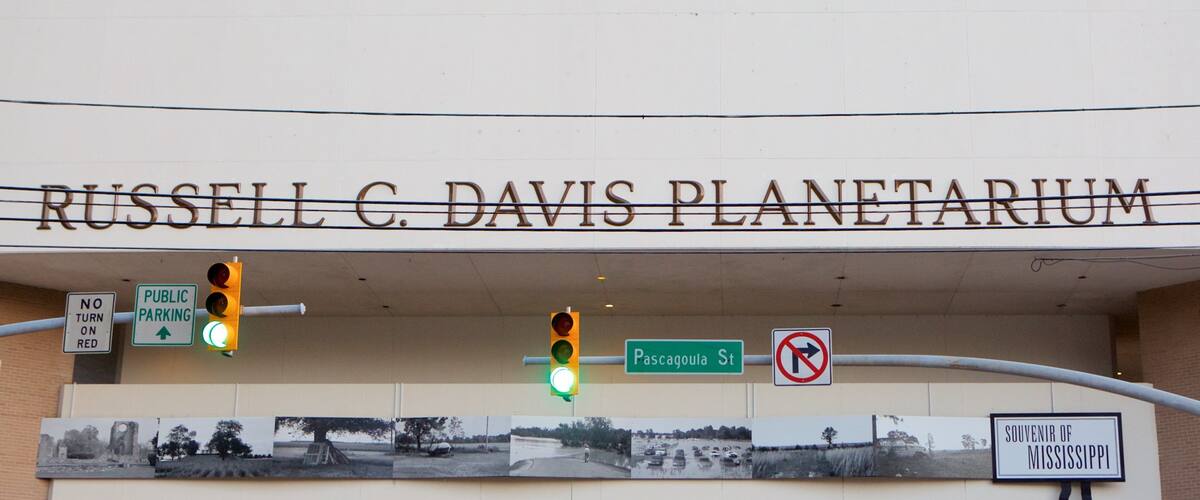 RUSSELL C. DAVIS PLANETARIUM
NO
TURN
ON
RED
PUBLIC
PARKING
Pascagoula St
SOUVENIR OF
MISSISSIPPI